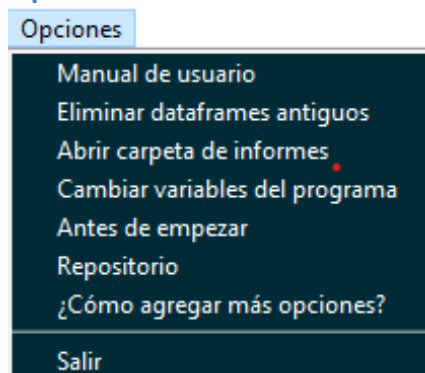 Opciones
Manual de usuario
Eliminar dataframes antiguos
Abrir carpeta de informes
Cambiar variables del programa
Antes de empezar
Repositorio
¿Cómo agregar más opciones?
Salir